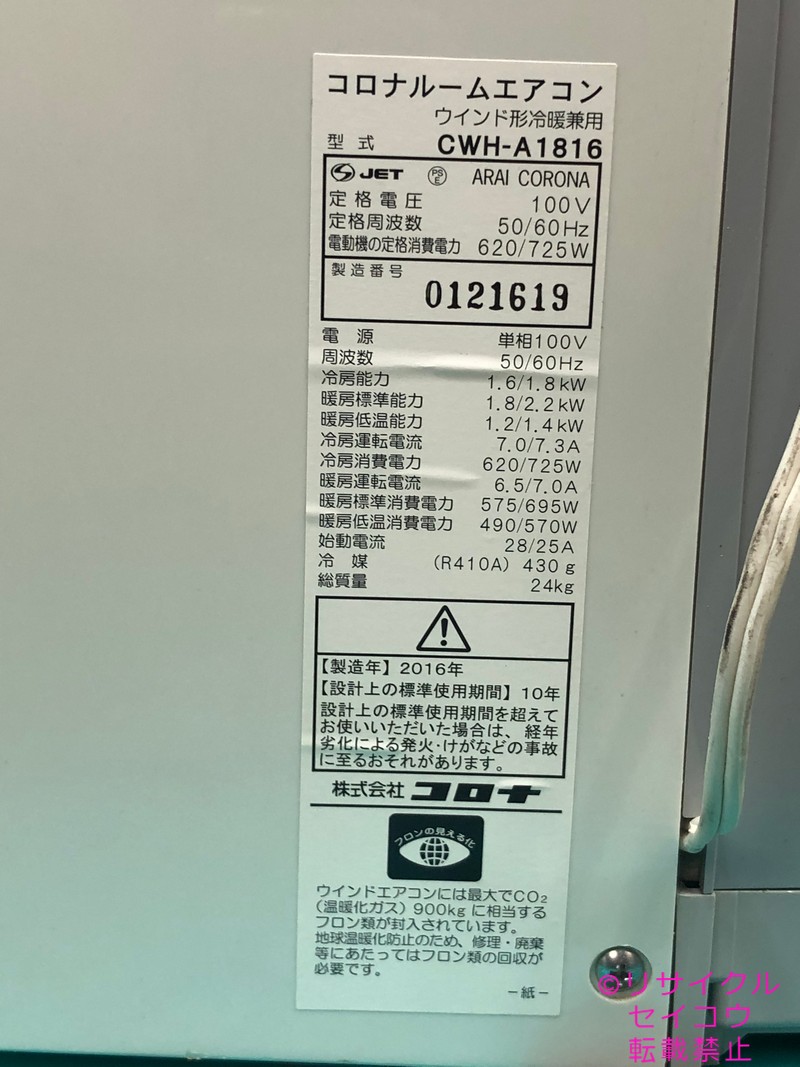 コロナルームエアコン
ウインド形冷暖兼用
型式 CWH-A1816
JET PSE ARAI CORONA
定格電圧 100V
定格周波数 50/60Hz
電動機の定格消費電力 620/725W
製造番号
0121619
電源 単相100V
周波数 50/60Hz
冷房能力 1.6/1.8kW
暖房標準能力 1.8/2.2kW
暖房低温能力 1.2/1.4kW
冷房運転電流 7.0/7.3A
冷房消費電力 620/725W
暖房運転電流 6.5/7.0A
暖房標準消費電力 575/695W
暖房低温消費電力 490/570W
始動電流 28/25A
冷媒 (R410A) 430g
総質量 24kg
【製造年】2016年
【設計上の標準使用期間】10年
設計上の標準使用期間を超えて
お使いいただいた場合は、経年
劣化による発火・けがなどの事故
に至るおそれがあります。
株式会社 コロナ
フロンの見える化
ウインドエアコンには最大でCO₂
（温暖化ガス）900kgに相当する
フロン類が封入されています。
地球温暖化防止のため、修理・廃棄
等にあたってはフロン類の回収が
必要です。
－紙－
©リサイクル
セイコウ
転載禁止